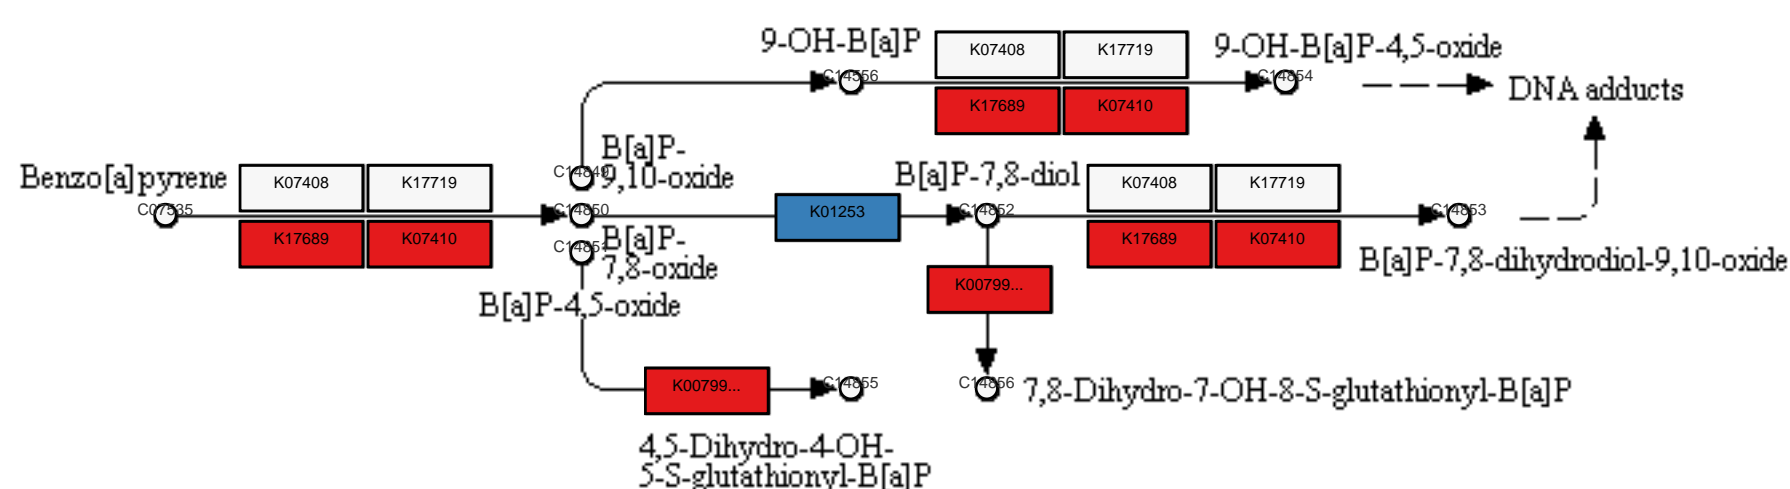 9-OH-B[a]P
K07408
K17719
9-OH-B[a]P-4,5-oxide
C14556
C14854
K17689
K07410
DNA adducts
B[a]P-
9,10-oxide
C14849
Benzo[a]pyrene
K07408
K17719
B[a]P-7,8-diol
K07408
K17719
C07535
C14850
K01253
C14852
C14853
K17689
K07410
C14851
B[a]P-
7,8-oxide
K17689
K07410
B[a]P-7,8-dihydrodiol-9,10-oxide
B[a]P-4,5-oxide
K00799...
K00799...
C14855
C14856
7,8-Dihydro-7-OH-8-S-glutathionyl-B[a]P
4,5-Dihydro-4-OH-
5-S-glutathionyl-B[a]P